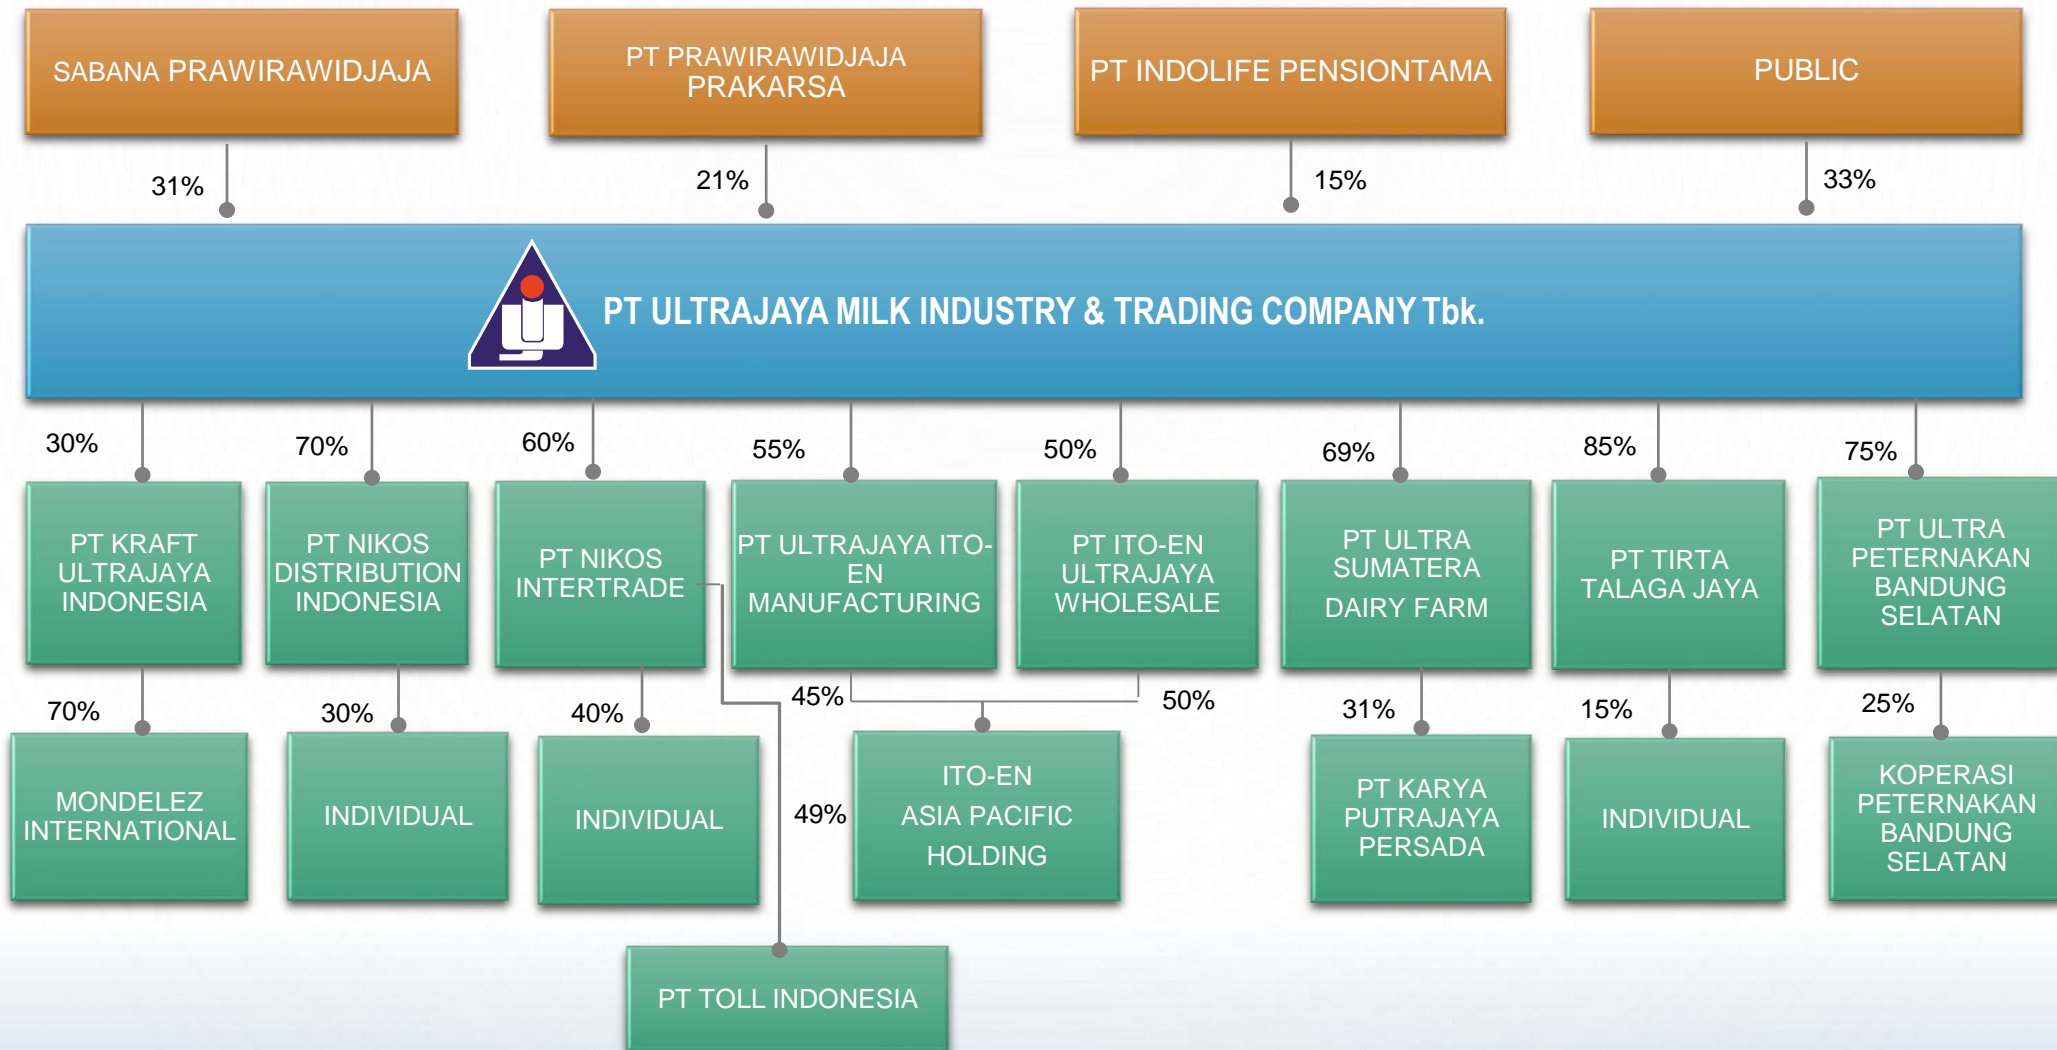 SABANA PRAWIRAWIDJAJA
PT PRAWIRAWIDJAJA
PRAKARSA
PT INDOLIFE PENSIONTAMA
PUBLIC
31%
21%
15%
33%
PT ULTRAJAYA MILK INDUSTRY & TRADING COMPANY Tbk.
30%
70%
60%
55%
50%
69%
85%
75%
PT KRAFT
ULTRAJAYA
INDONESIA
PT NIKOS
DISTRIBUTION
INDONESIA
PT NIKOS
INTERTRADE
PT ULTRAJAYA ITO-
EN
MANUFACTURING
PT ITO-EN
ULTRAJAYA
WHOLESALE
PT ULTRA
SUMATERA
DAIRY FARM
PT TIRTA
TALAGA JAYA
PT ULTRA
PETERNAKAN
BANDUNG
SELATAN
70%
30%
40%
45%
50%
31%
15%
25%
MONDELEZ
INTERNATIONAL
INDIVIDUAL
INDIVIDUAL
49%
ITO-EN
ASIA PACIFIC
HOLDING
PT KARYA
PUTRAJAYA
PERSADA
INDIVIDUAL
KOPERASI
PETERNAKAN
BANDUNG
SELATAN
PT TOLL INDONESIA